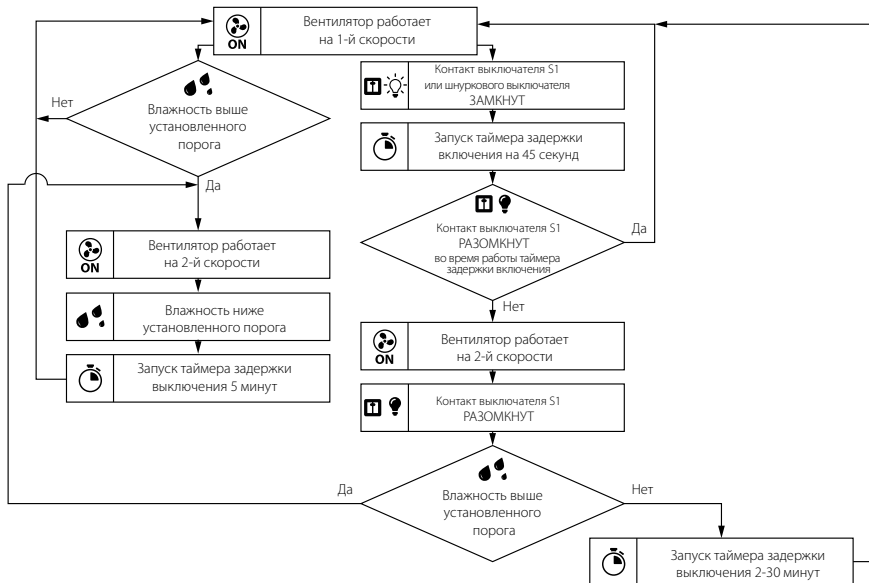 ON
Вентилятор работает
на 1-й скорости
Нет
Влажность выше
установленного
порога
Да
ON
Вентилятор работает
на 2-й скорости
Влажность ниже
установленного порога
Запуск таймера задержки
выключения 5 минут
Контакт выключателя S1
или шнуркового выключателя
ЗАМКНУТ
Запуск таймера задержки
включения на 45 секунд
Контакт выключателя S1
РАЗОМКНУТ
во время работы таймера
задержки включения
Да
Нет
ON
Вентилятор работает
на 2-й скорости
Контакт выключателя S1
РАЗОМКНУТ
Да
Влажность выше
установленного
порога
Нет
Запуск таймера задержки
выключения 2-30 минут